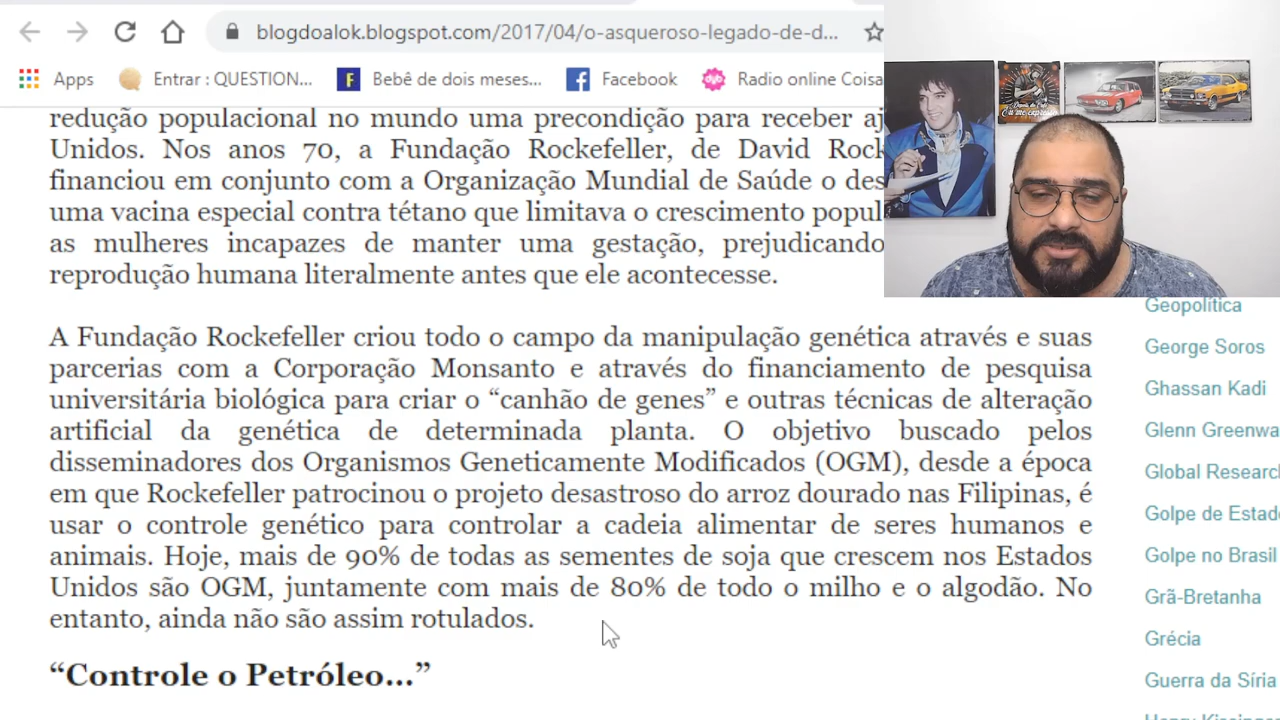 blogdoalok.blogspot.com/2017/04/o-asqueroso-legado-de-d...
Apps
Entrar : QUESTION...
Bebê de dois meses...
Facebook
Radio online Coisa
redução populacional no mundo uma precondição para receber aj
Unidos. Nos anos 70, a Fundação Rockefeller, de David Rock
financiou em conjunto com a Organização Mundial de Saúde o des
uma vacina especial contra tétano que limitava o crescimento popul
as mulheres incapazes de manter uma gestação, prejudicando
reprodução humana literalmente antes que ele acontecesse.
A Fundação Rockefeller criou todo o campo da manipulação genética através e suas
parcerias com a Corporação Monsanto e através do financiamento de pesquisa
universitária biológica para criar o “canhão de genes” e outras técnicas de alteração
artificial da genética de determinada planta. O objetivo buscado pelos
disseminadores dos Organismos Geneticamente Modificados (OGM), desde a época
em que Rockefeller patrocinou o projeto desastroso do arroz dourado nas Filipinas, é
usar o controle genético para controlar a cadeia alimentar de seres humanos e
animais. Hoje, mais de 90% de todas as sementes de soja que crescem nos Estados
Unidos são OGM, juntamente com mais de 80% de todo o milho e o algodão. No
entanto, ainda não são assim rotulados.
“Controle o Petróleo...”
Geopolítica
George Soros
Ghassan Kadi
Glenn Greenwa
Global Research
Golpe de Estado
Golpe no Brasil
Grã-Bretanha
Grécia
Guerra da Síria